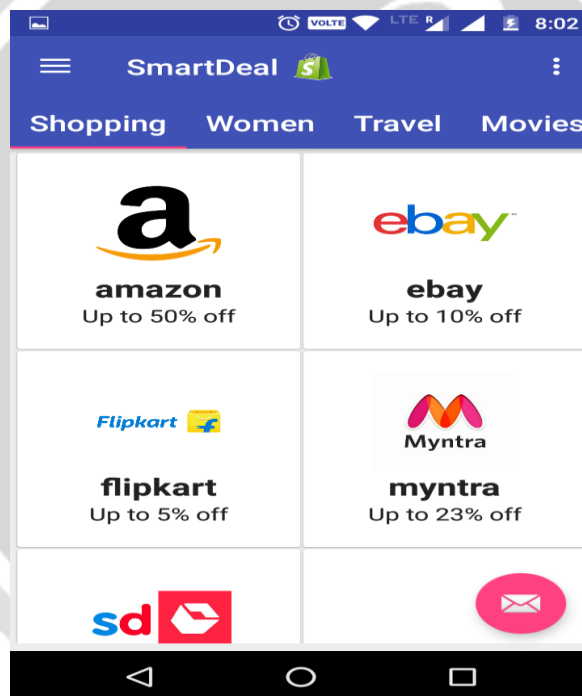 VOLTE LTE R 8:02
SmartDeal S
Shopping Women Travel Movies
a
ebay™
amazon
Up to 50% off
ebay
Up to 10% off
Flipkart
Myntra
flipkart
Up to 5% off
myntra
Up to 23% off
sd